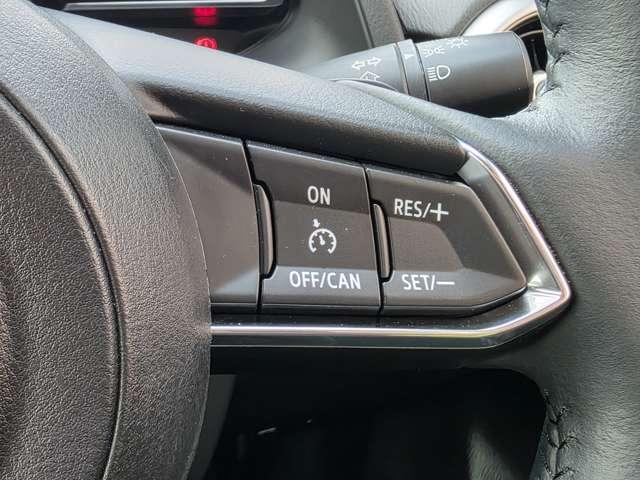 ON
OFF/CAN
RES/+
SET/−